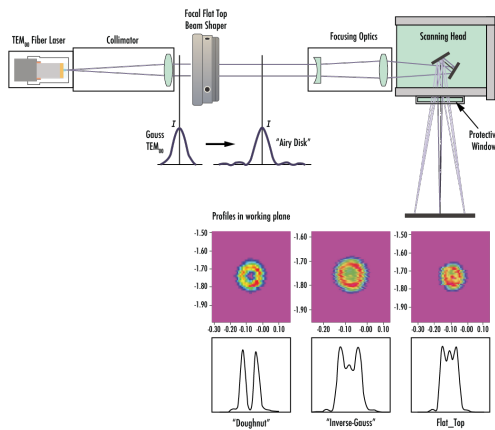 Focal Flat Top
Beam Shaper
TEM₀₀ Fiber Laser
Collimator
Focusing Optics
Scanning Head
I
I
Gauss
TEM₀₀
"Airy Disk"
Protective
Window
Profiles in working plane
-1.50
-1.60
-1.70
-1.80
-1.90
-0.30 -0.20 -0.10 -0.00 0.10
-1.60
-1.70
-1.80
-1.90
-0.20 -0.10 -0.00 0.10
-1.50
-1.60
-1.70
-1.80
-1.90
-0.20 -0.10 -0.00 0.10
"Doughnut"
"Inverse-Gauss"
Flat_Top